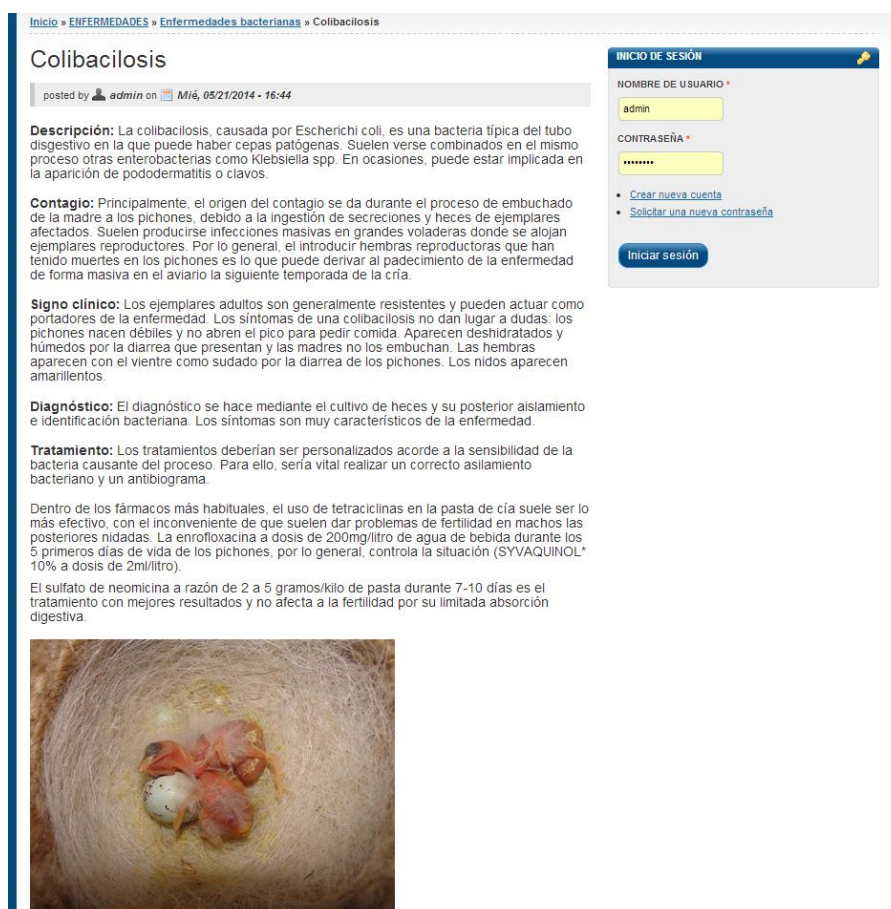 Inicio » ENFERMEDADES » Enfermedades bacterianas » Colibacilosis
Colibacilosis
posted by admin on Mié, 05/21/2014 - 16:44
Descripción: La colibacilosis, causada por Escherichi coli, es una bacteria típica del tubo
disgestivo en la que puede haber cepas patógenas. Suelen verse combinados en el mismo
proceso otras enterobacterias como Klebsiella spp. En ocasiones, puede estar implicada en
la aparición de pododermatitis o clavos.
Contagio: Principalmente, el origen del contagio se da durante el proceso de embuchado
de la madre a los pichones, debido a la ingestión de secreciones y heces de ejemplares
afectados. Suelen producirse infecciones masivas en grandes voladeras donde se alojan
ejemplares reproductores. Por lo general, el introducir hembras reproductoras que han
tenido muertes en los pichones es lo que puede derivar al padecimiento de la enfermedad
de forma masiva en el aviario la siguiente temporada de la cría.
Signo clínico: Los ejemplares adultos son generalmente resistentes y pueden actuar como
portadores de la enfermedad. Los síntomas de una colibacilosis no dan lugar a dudas: los
pichones nacen débiles y no abren el pico para pedir comida. Aparecen deshidratados y
húmedos por la diarrea que presentan y las madres no los embuchan. Las hembras
aparecen con el vientre como sudado por la diarrea de los pichones. Los nidos aparecen
amarillentos.
Diagnóstico: El diagnóstico se hace mediante el cultivo de heces y su posterior aislamiento
e identificación bacteriana. Los síntomas son muy característicos de la enfermedad.
Tratamiento: Los tratamientos deberían ser personalizados acorde a la sensibilidad de la
bacteria causante del proceso. Para ello, sería vital realizar un correcto asilamiento
bacteriano y un antibiograma.
Dentro de los fármacos más habituales, el uso de tetraciclinas en la pasta de cía suele ser lo
más efectivo, con el inconveniente de que suelen dar problemas de fertilidad en machos las
posteriores nidadas. La enrofloxacina a dosis de 200mg/litro de agua de bebida durante los
5 primeros días de vida de los pichones, por lo general, controla la situación (SYVAQUINOL*
10% a dosis de 2ml/litro).
El sulfato de neomicina a razón de 2 a 5 gramos/kilo de pasta durante 7-10 días es el
tratamiento con mejores resultados y no afecta a la fertilidad por su limitada absorción
digestiva.
INICIO DE SESIÓN
NOMBRE DE USUARIO *
admin
CONTRASEÑA *
••••••••
Crear nueva cuenta
Solicitar una nueva contraseña
Iniciar sesión